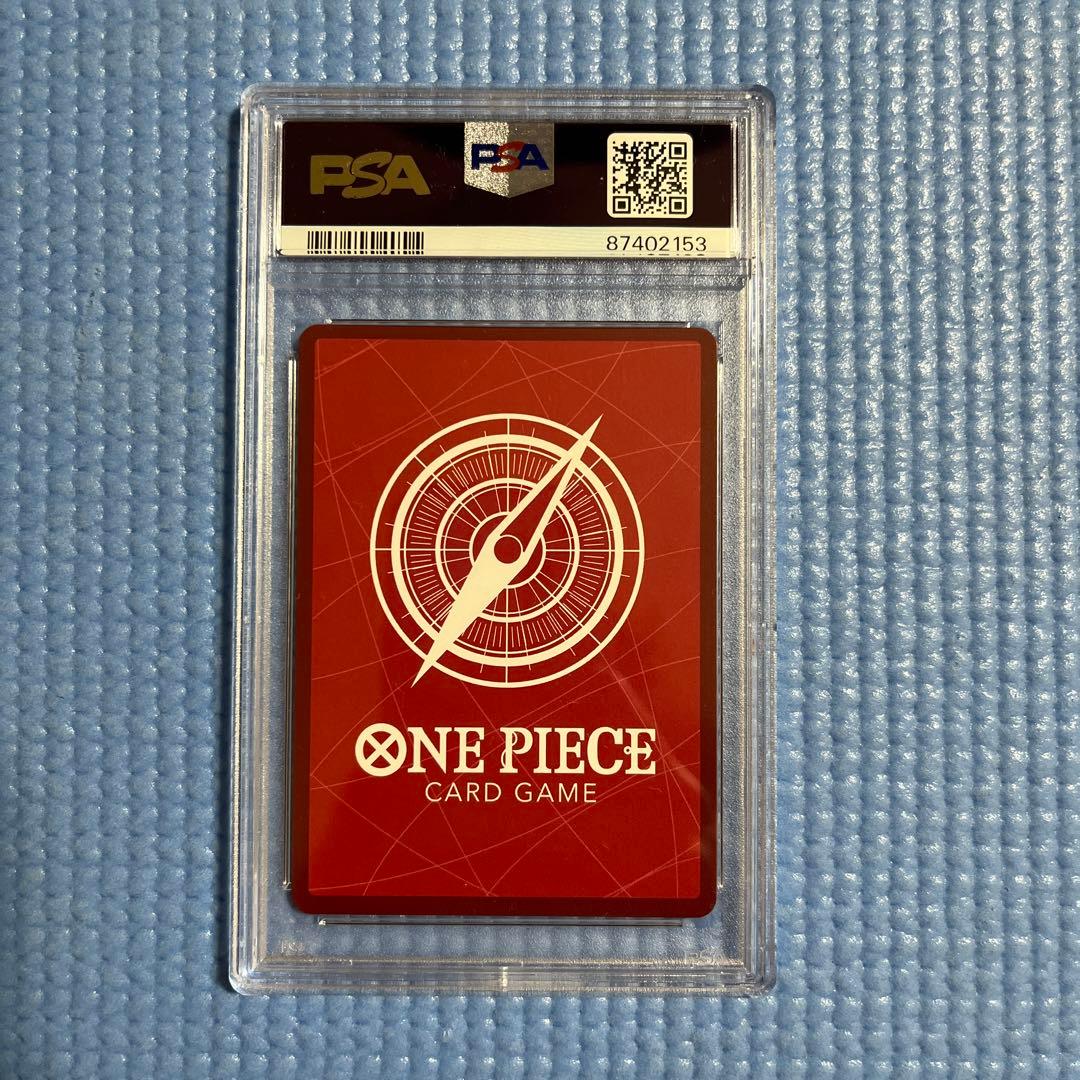 PSA
PSA
87402153
ONE PIECE
CARD GAME